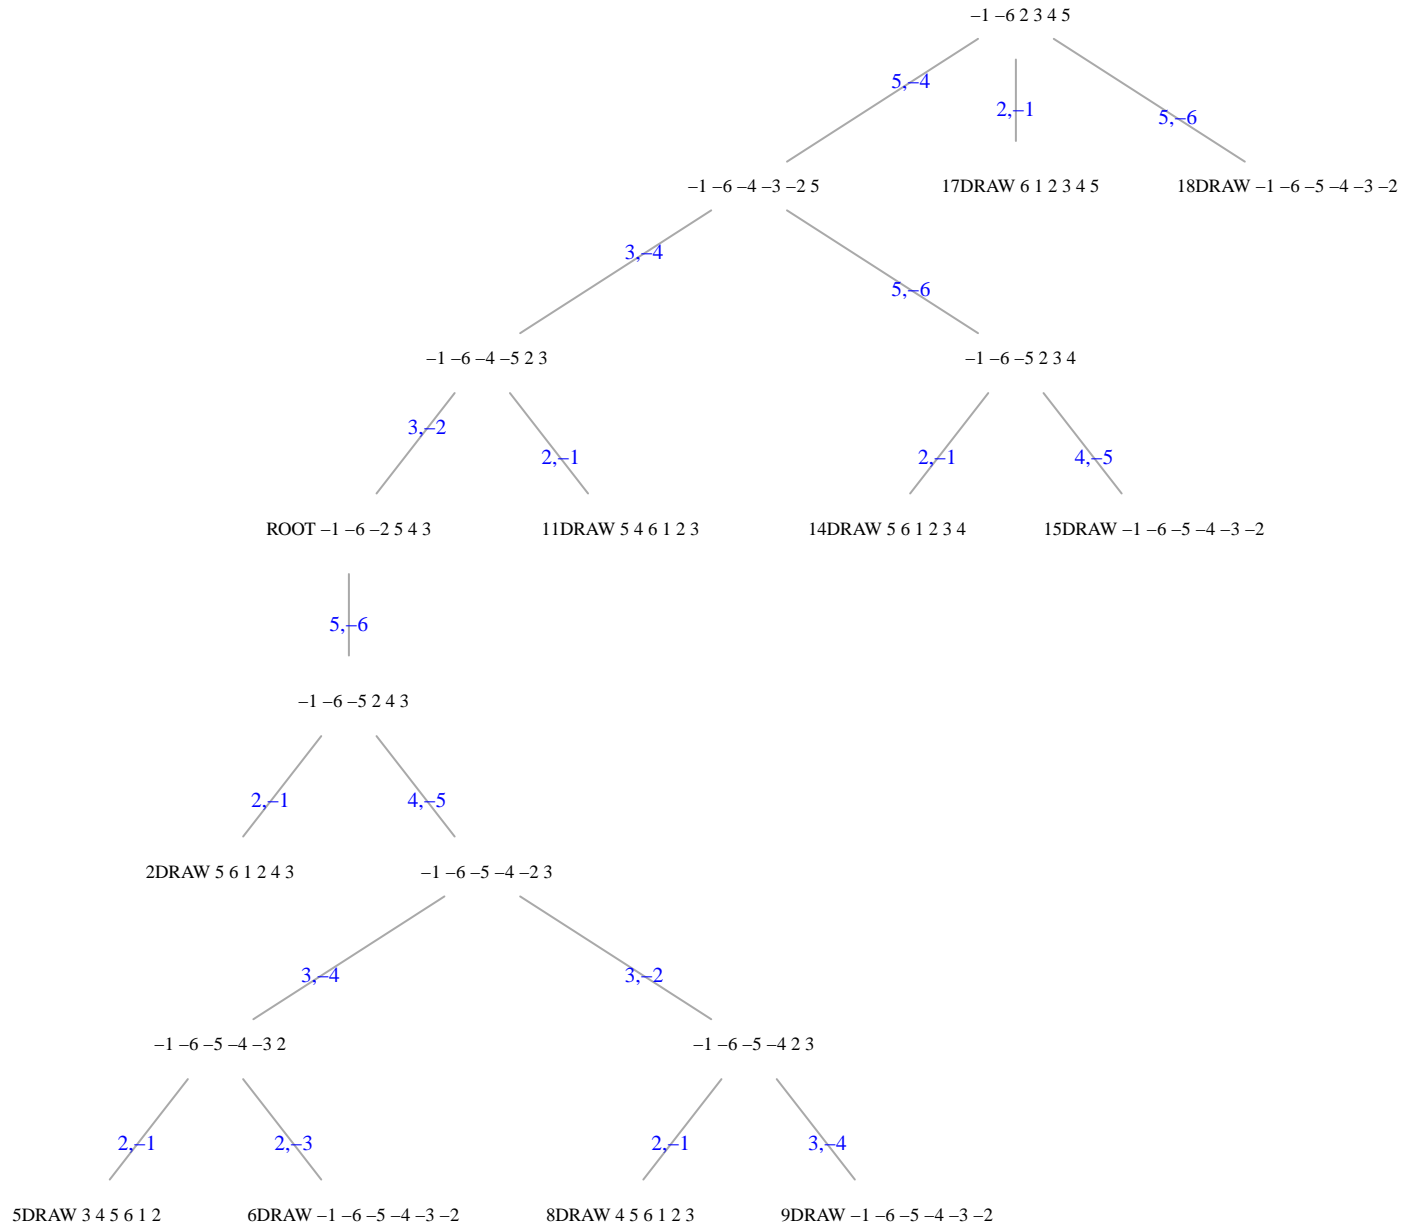 –1 –6 2 3 4 5
5,–4
2,–1
5,–6
–1 –6 –4 –3 –2 5
17DRAW 6 1 2 3 4 5
18DRAW –1 –6 –5 –4 –3 –2
3,–4
5,–6
–1 –6 –4 –5 2 3
–1 –6 –5 2 3 4
3,–2
2,–1
2,–1
4,–5
ROOT –1 –6 –2 5 4 3
11DRAW 5 4 6 1 2 3
14DRAW 5 6 1 2 3 4
15DRAW –1 –6 –5 –4 –3 –2
5,–6
–1 –6 –5 2 4 3
2,–1
4,–5
2DRAW 5 6 1 2 4 3
–1 –6 –5 –4 –2 3
3,–4
3,–2
–1 –6 –5 –4 –3 2
–1 –6 –5 –4 2 3
2,–1
2,–3
2,–1
3,–4
5DRAW 3 4 5 6 1 2
6DRAW –1 –6 –5 –4 –3 –2
8DRAW 4 5 6 1 2 3
9DRAW –1 –6 –5 –4 –3 –2